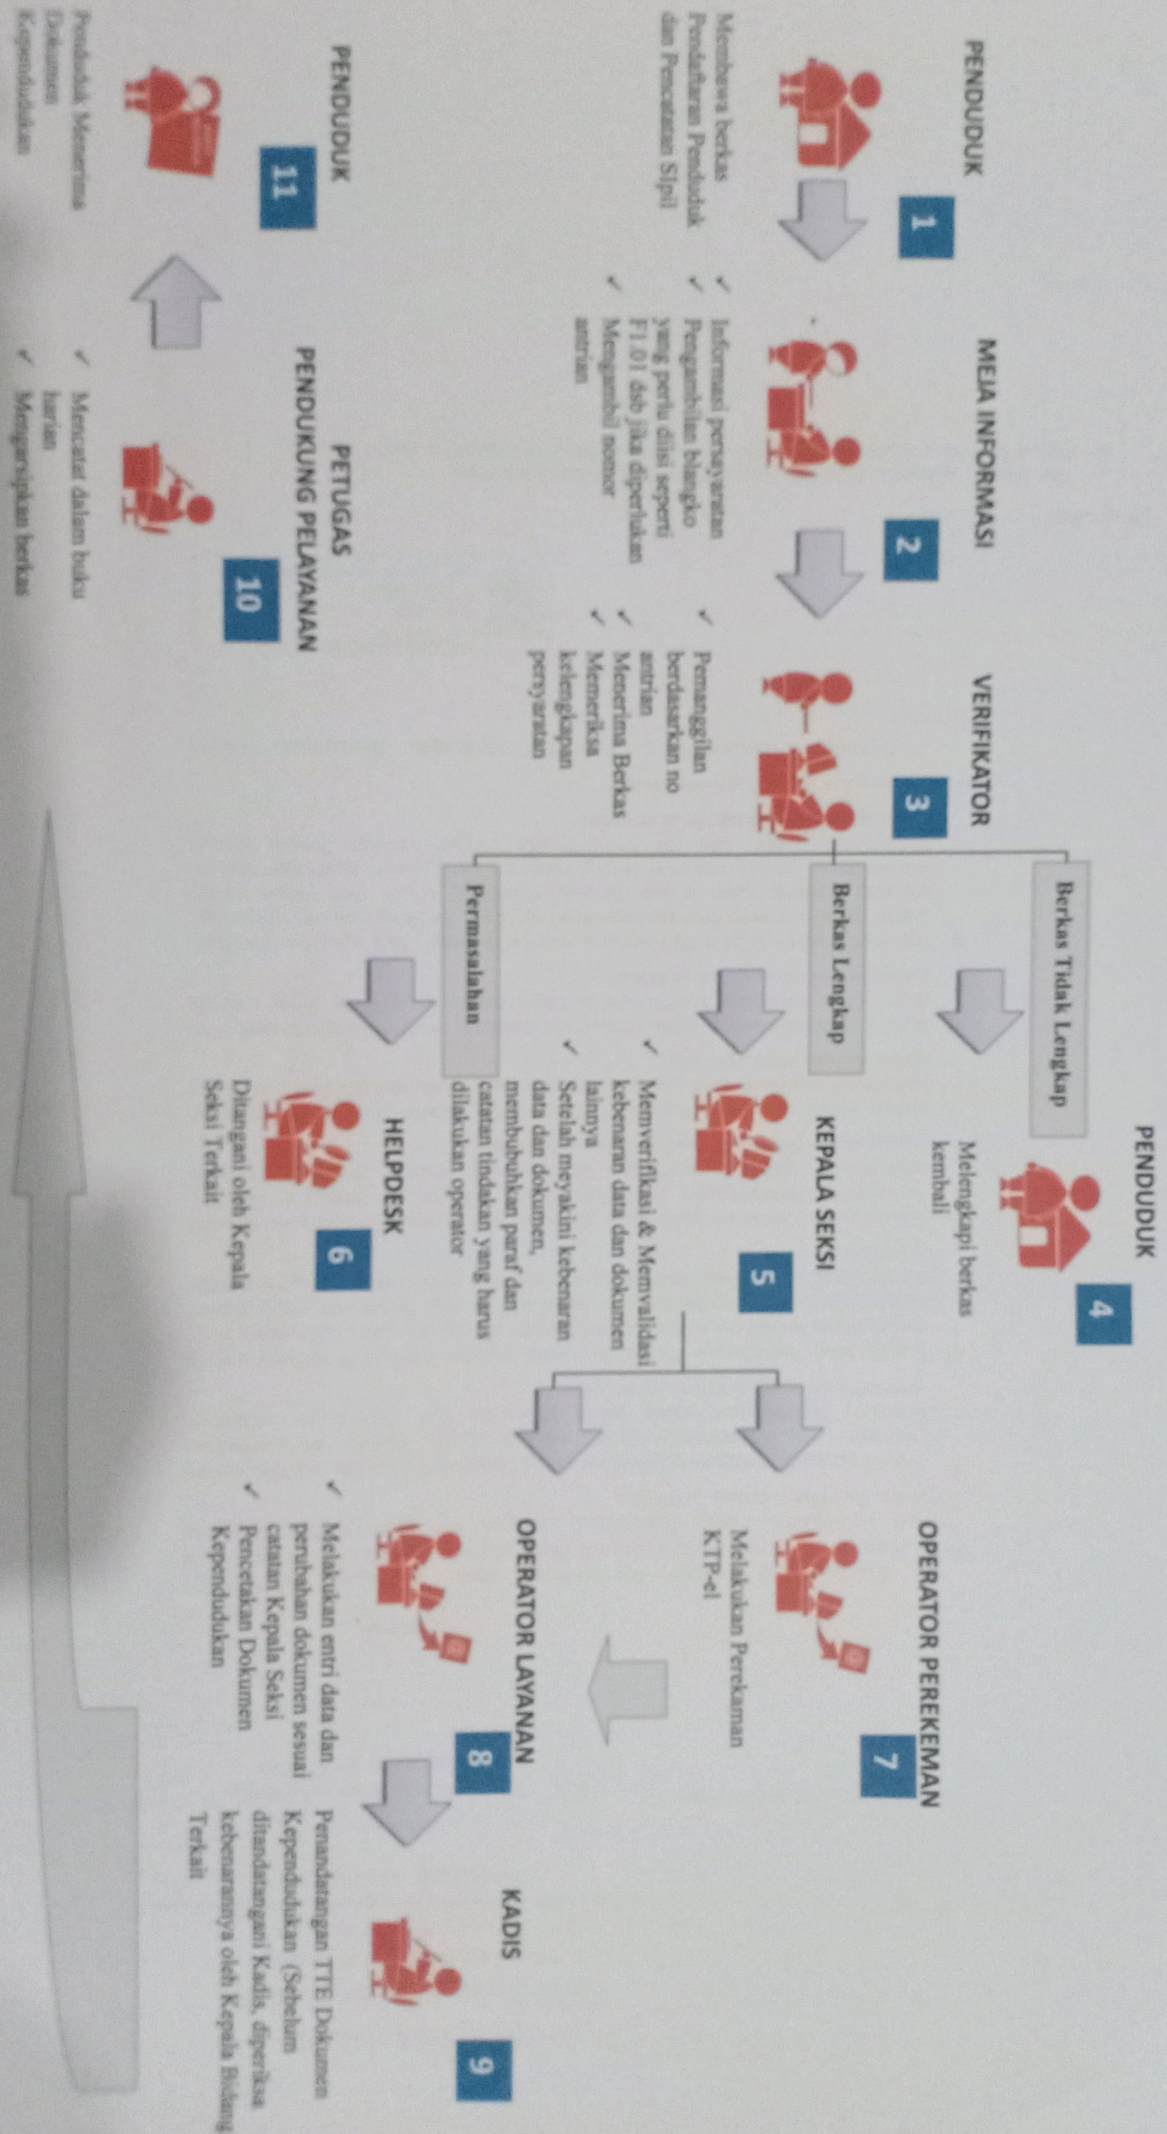 PENDUDUK
1
Membawa berkas
Pendaftaran Penduduk
dan Pencatatan SIpil
MEJA INFORMASI
2
✓ Informasi persayaratan
✓ Pengambilan blangko
yang perlu diisi seperti
F1.01 dsb jika diperlukan
✓ Mengambil nomor
antrian
VERIFIKATOR
3
✓ Pemanggilan
berdasarkan no
antrian
✓ Menerima Berkas
✓ Memeriksa
kelengkapan
persyaratan
Berkas Tidak Lengkap
PENDUDUK
4
Melengkapi berkas
kembali
Berkas Lengkap
KEPALA SEKSI
5
✓ Memverifikasi & Memvalidasi
kebenaran data dan dokumen
lainnya
✓ Setelah meyakini kebenaran
data dan dokumen,
membubuhkan paraf dan
catatan tindakan yang harus
dilakukan operator
Permasalahan
HELPDESK
6
Ditangani oleh Kepala
Seksi Terkait
OPERATOR PEREKEMAN
7
Melakukan Perekaman
KTP-el
OPERATOR LAYANAN
8
✓ Melakukan entri data dan
perubahan dokumen sesuai
catatan Kepala Seksi
✓ Pencetakan Dokumen
Kependudukan
KADIS
9
Penandatangan TTE Dokumen
Kependudukan (Sebelum
ditandatangani Kadis, diperiksa
kebenarannya oleh Kepala Bidang
Terkait
PETUGAS
PENDUKUNG PELAYANAN
10
✓ Mencatat dalam buku
harian
✓ Mengarsipkan berkas
PENDUDUK
11
Penduduk Menerima
Dokumen
Kependudukan